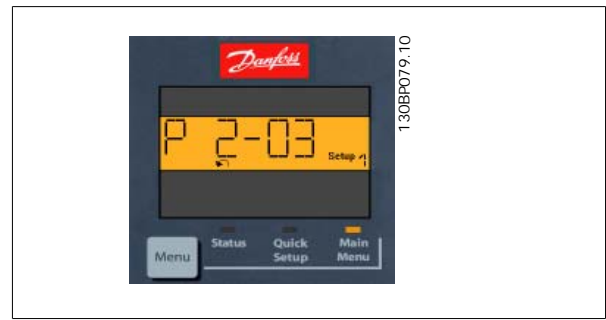 Danfoss
P 2-03
Setup 1
Status Quick Setup Main Menu
Menu
130BP079.10